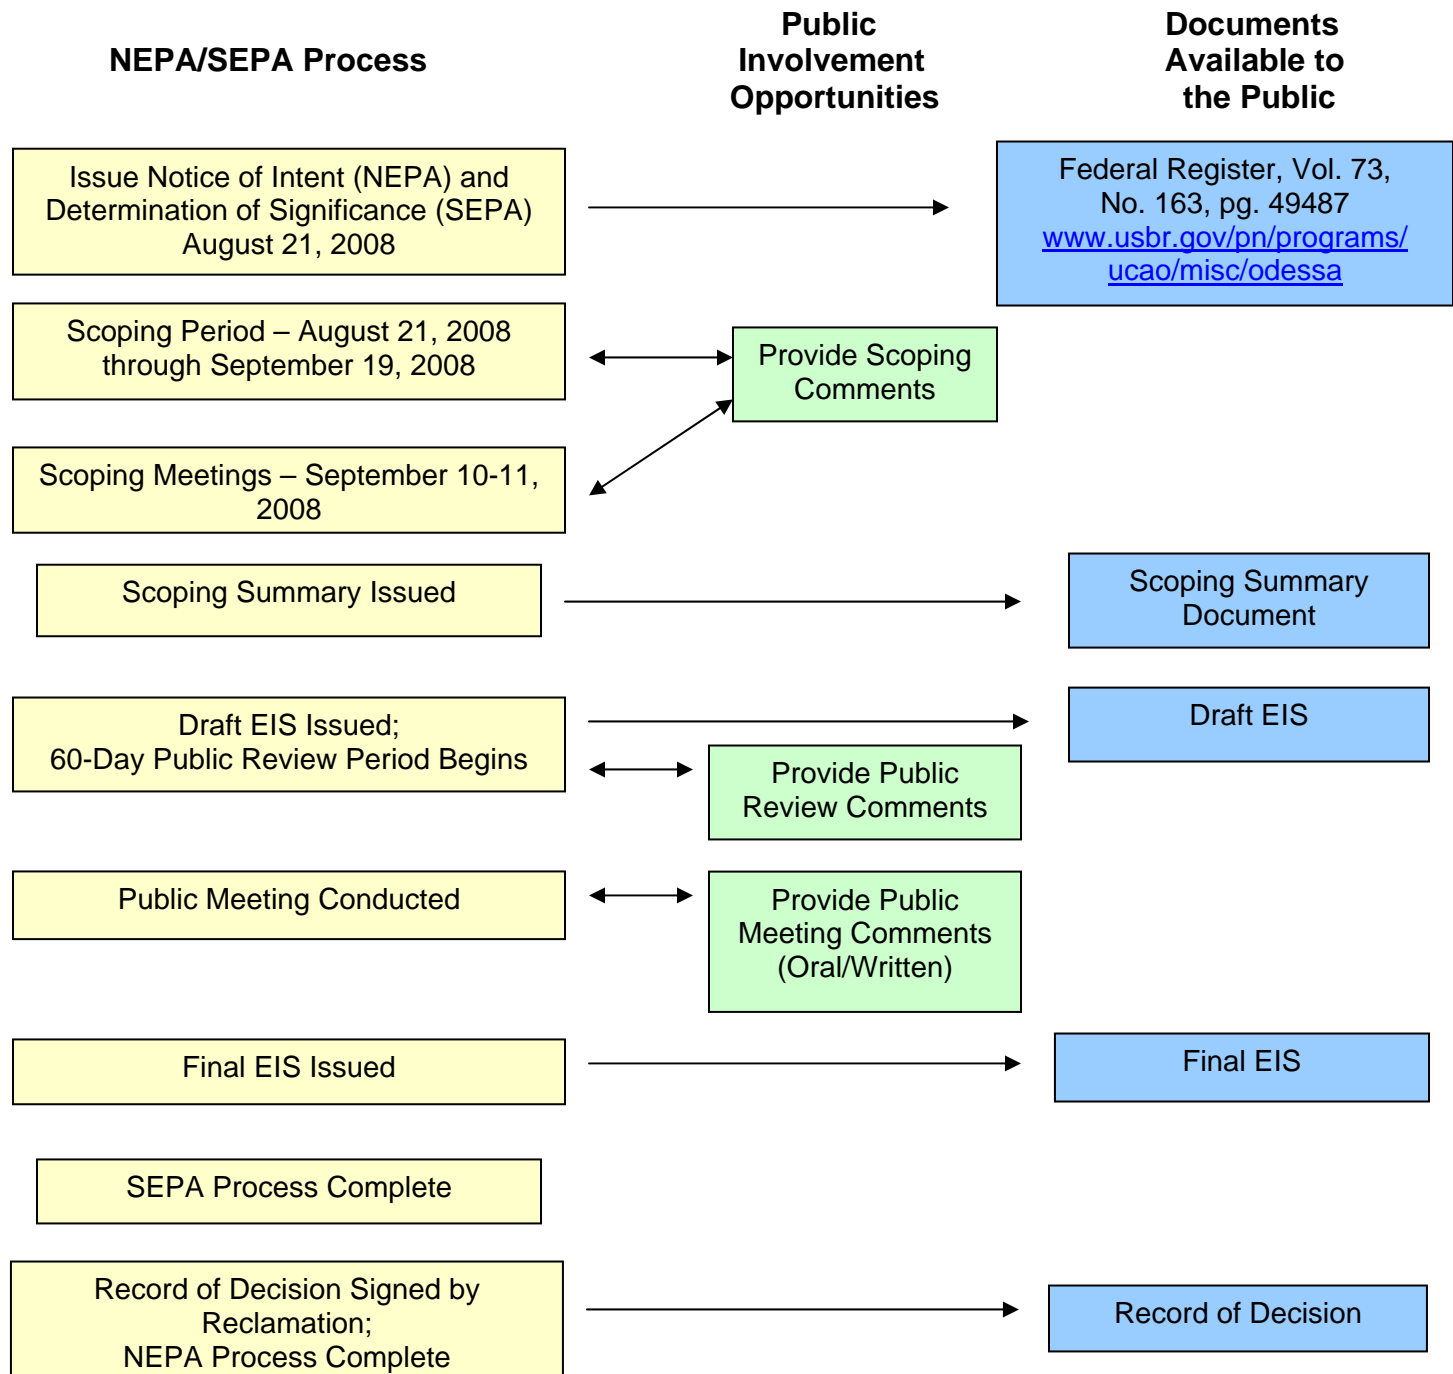 NEPA/SEPA Process
Public
Involvement
Opportunities
Documents
Available to
the Public
Issue Notice of Intent (NEPA) and
Determination of Significance (SEPA)
August 21, 2008
Federal Register, Vol. 73,
No. 163, pg. 49487
www.usbr.gov/pn/programs/
ucao/misc/odessa
Scoping Period – August 21, 2008
through September 19, 2008
Provide Scoping
Comments
Scoping Meetings – September 10-11,
2008
Scoping Summary Issued
Scoping Summary
Document
Draft EIS Issued;
60-Day Public Review Period Begins
Draft EIS
Provide Public
Review Comments
Public Meeting Conducted
Provide Public
Meeting Comments
(Oral/Written)
Final EIS Issued
Final EIS
SEPA Process Complete
Record of Decision Signed by
Reclamation;
NEPA Process Complete
Record of Decision